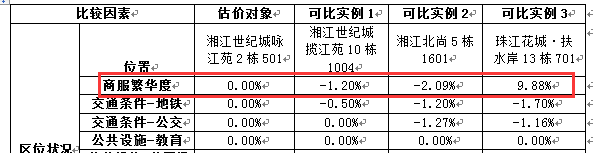 比较因素 估价对象 可比实例 1 可比实例 2 可比实例 3
位置 湘江世纪城咏江苑 2 栋 501 湘江世纪城揽江苑 10 栋 1004 湘江北尚 5 栋 1601 珠江花城·扶水岸 13 栋 701
商服繁华度 0.00% -1.20% -2.09% 9.88%
交通条件-地铁 0.00% -0.50% -1.20% -1.70%
交通条件-公交 0.00% 0.00% -1.27% -1.16%
公共设施-教育 0.00% 0.00% 0.00% 0.00%
区位状况